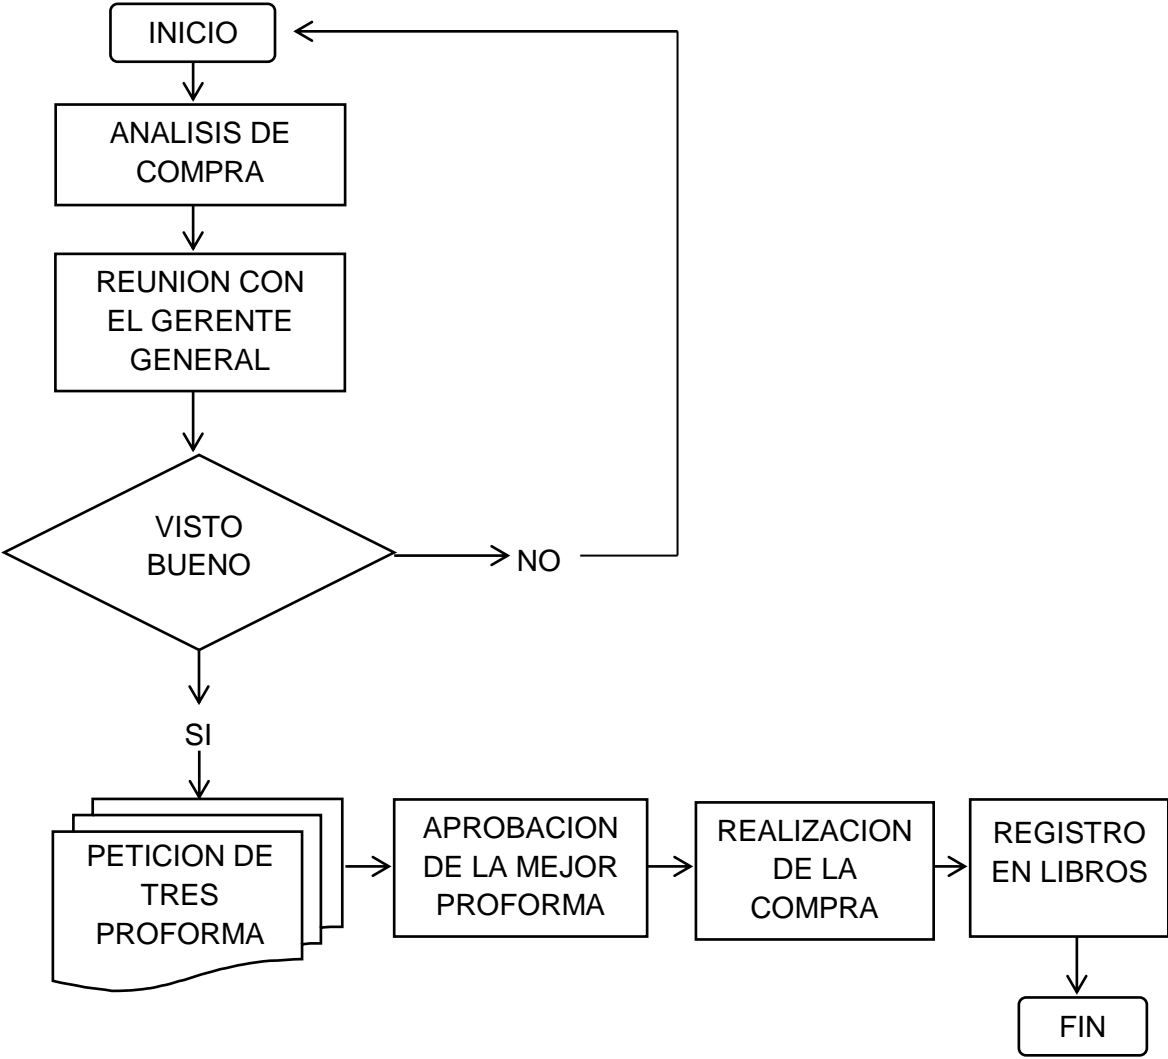 INICIO
ANALISIS DE
COMPRA
REUNION CON
EL GERENTE
GENERAL
VISTO
BUENO
NO
SI
PETICION DE
TRES
PROFORMA
APROBACION
DE LA MEJOR
PROFORMA
REALIZACION
DE LA
COMPRA
REGISTRO
EN LIBROS
FIN